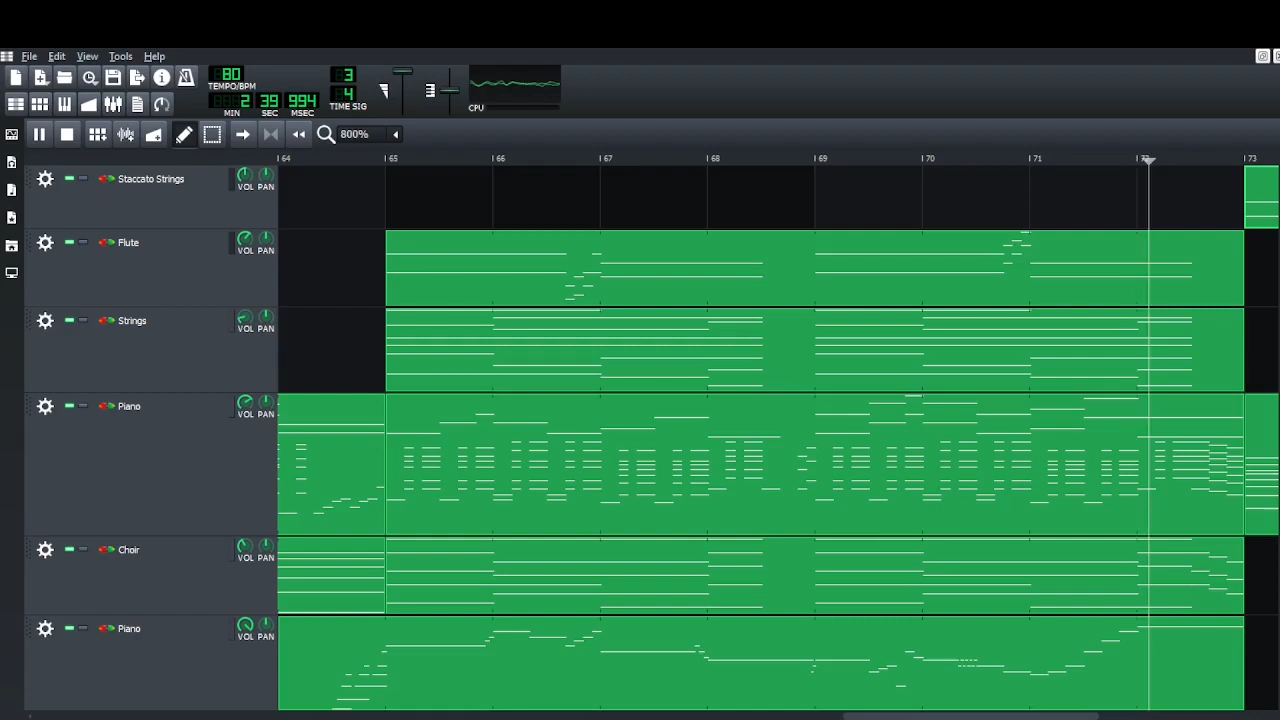 File Edit View Tools Help
80
TEMPO/BPM
2 39 994
MIN SEC MSEC
3
4
TIME SIG
CPU
800%
64 65 66 67 68 69 70 71 72 73
Staccato Strings VOL PAN
Flute VOL PAN
Strings VOL PAN
Piano VOL PAN
Choir VOL PAN
Piano VOL PAN